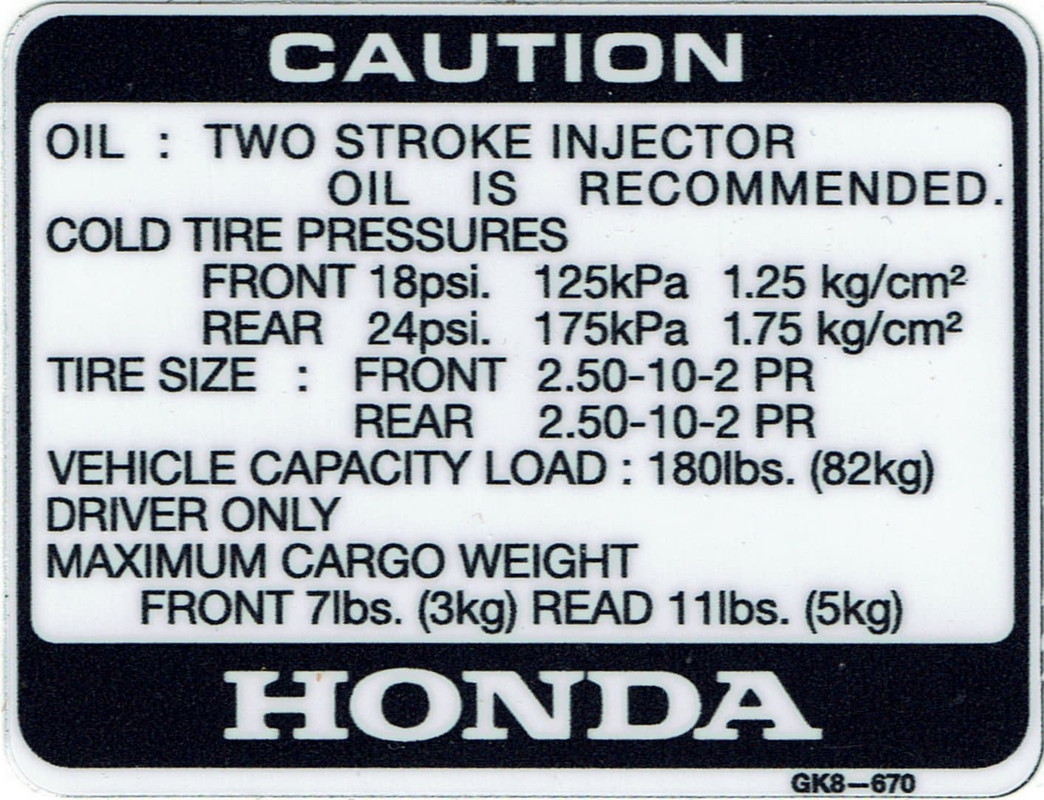 CAUTION
OIL : TWO STROKE INJECTOR
OIL IS RECOMMENDED.
COLD TIRE PRESSURES
FRONT 18psi. 125kPa 1.25 kg/cm²
REAR 24psi. 175kPa 1.75 kg/cm²
TIRE SIZE : FRONT 2.50-10-2 PR
REAR 2.50-10-2 PR
VEHICLE CAPACITY LOAD : 180lbs. (82kg)
DRIVER ONLY
MAXIMUM CARGO WEIGHT
FRONT 7lbs. (3kg) READ 11lbs. (5kg)
HONDA
GK8-670